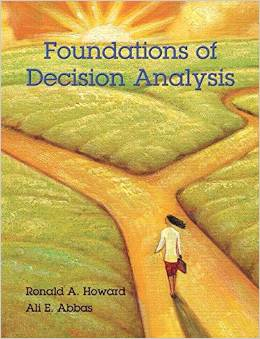 Foundations of
Decision Analysis
Ronald A. Howard
Ali E. Abbas